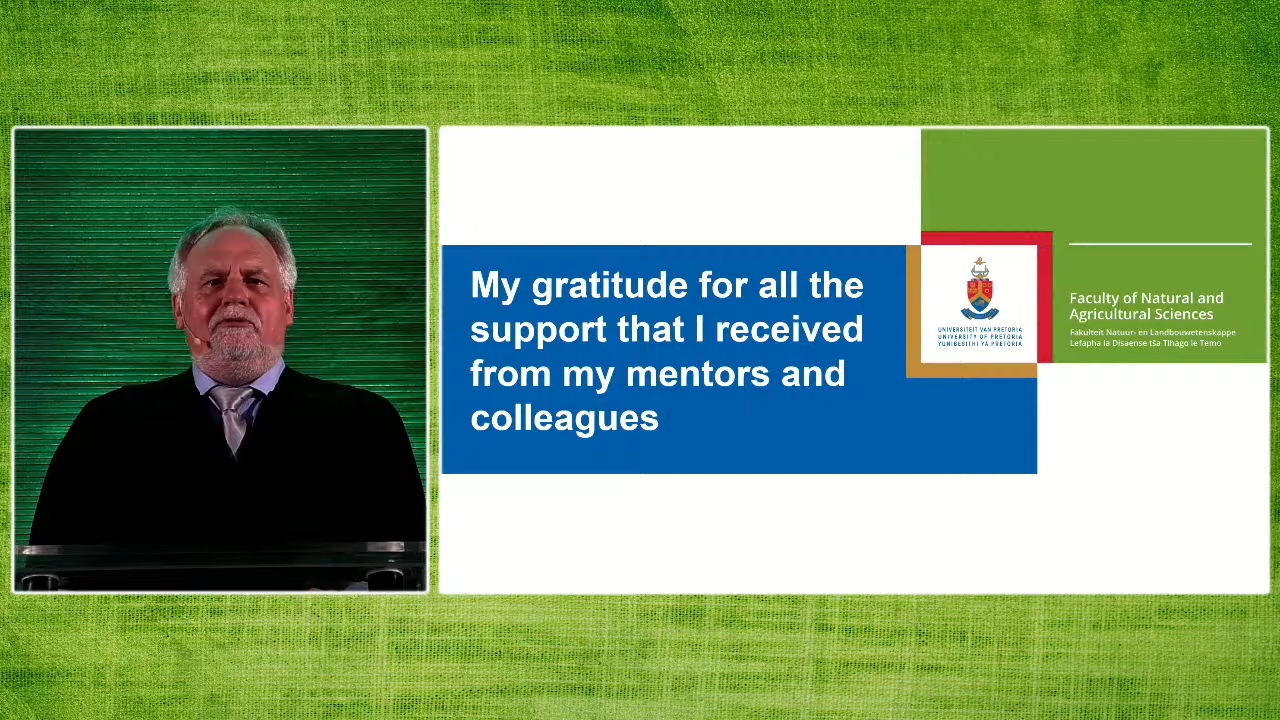 My gratitude for all the
support that I received
from my mentors and
colleagues
UNIVERSITEIT VAN PRETORIA
UNIVERSITY OF PRETORIA
YUNIBESITHI YA PRETORIA
Faculty of Natural and
Agricultural Sciences
Fakulteit Natuur- en Landbouwetenskappe
Lefapha la Disaense tša Tlhago le Temo